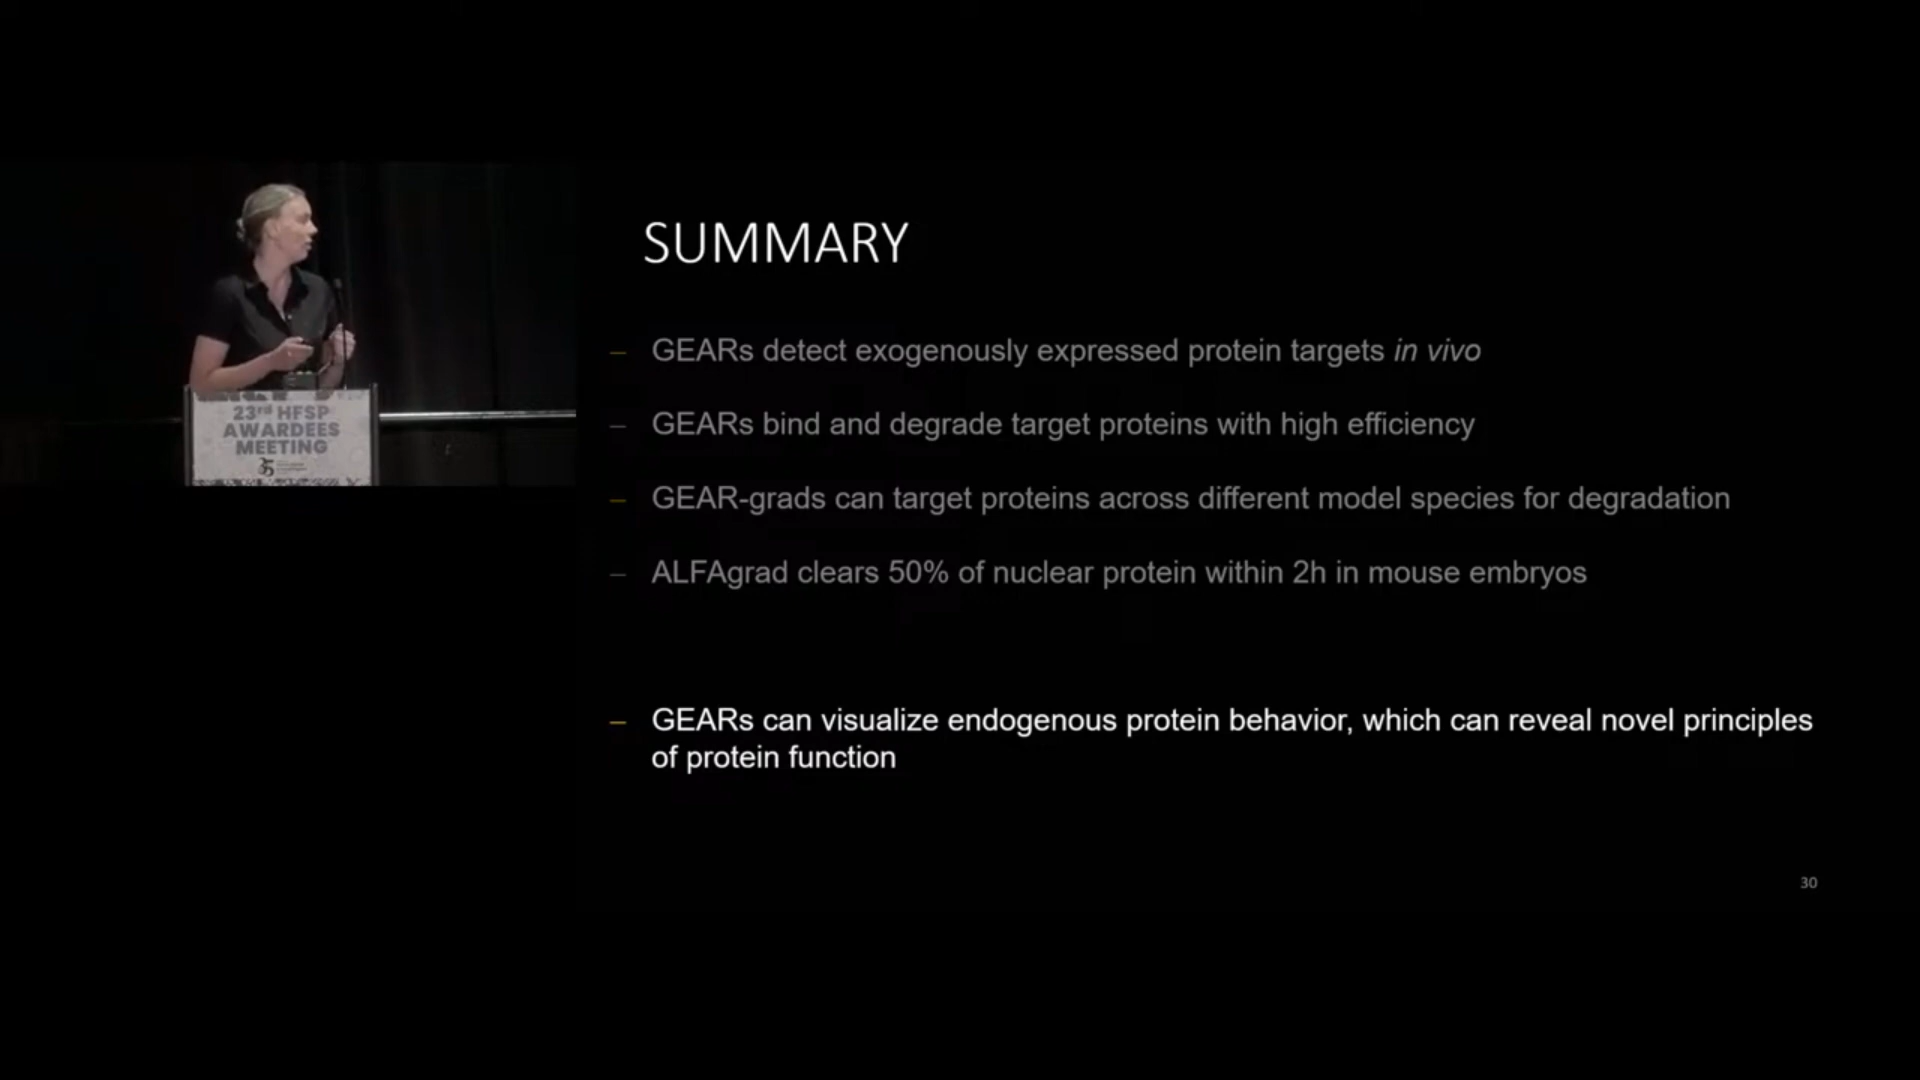 SUMMARY
– GEARs detect exogenously expressed protein targets in vivo
– GEARs bind and degrade target proteins with high efficiency
– GEAR-grads can target proteins across different model species for degradation
– ALFAgrad clears 50% of nuclear protein within 2h in mouse embryos
– GEARs can visualize endogenous protein behavior, which can reveal novel principles
of protein function
30
23rd HFSP
AWARDEES
MEETING
35